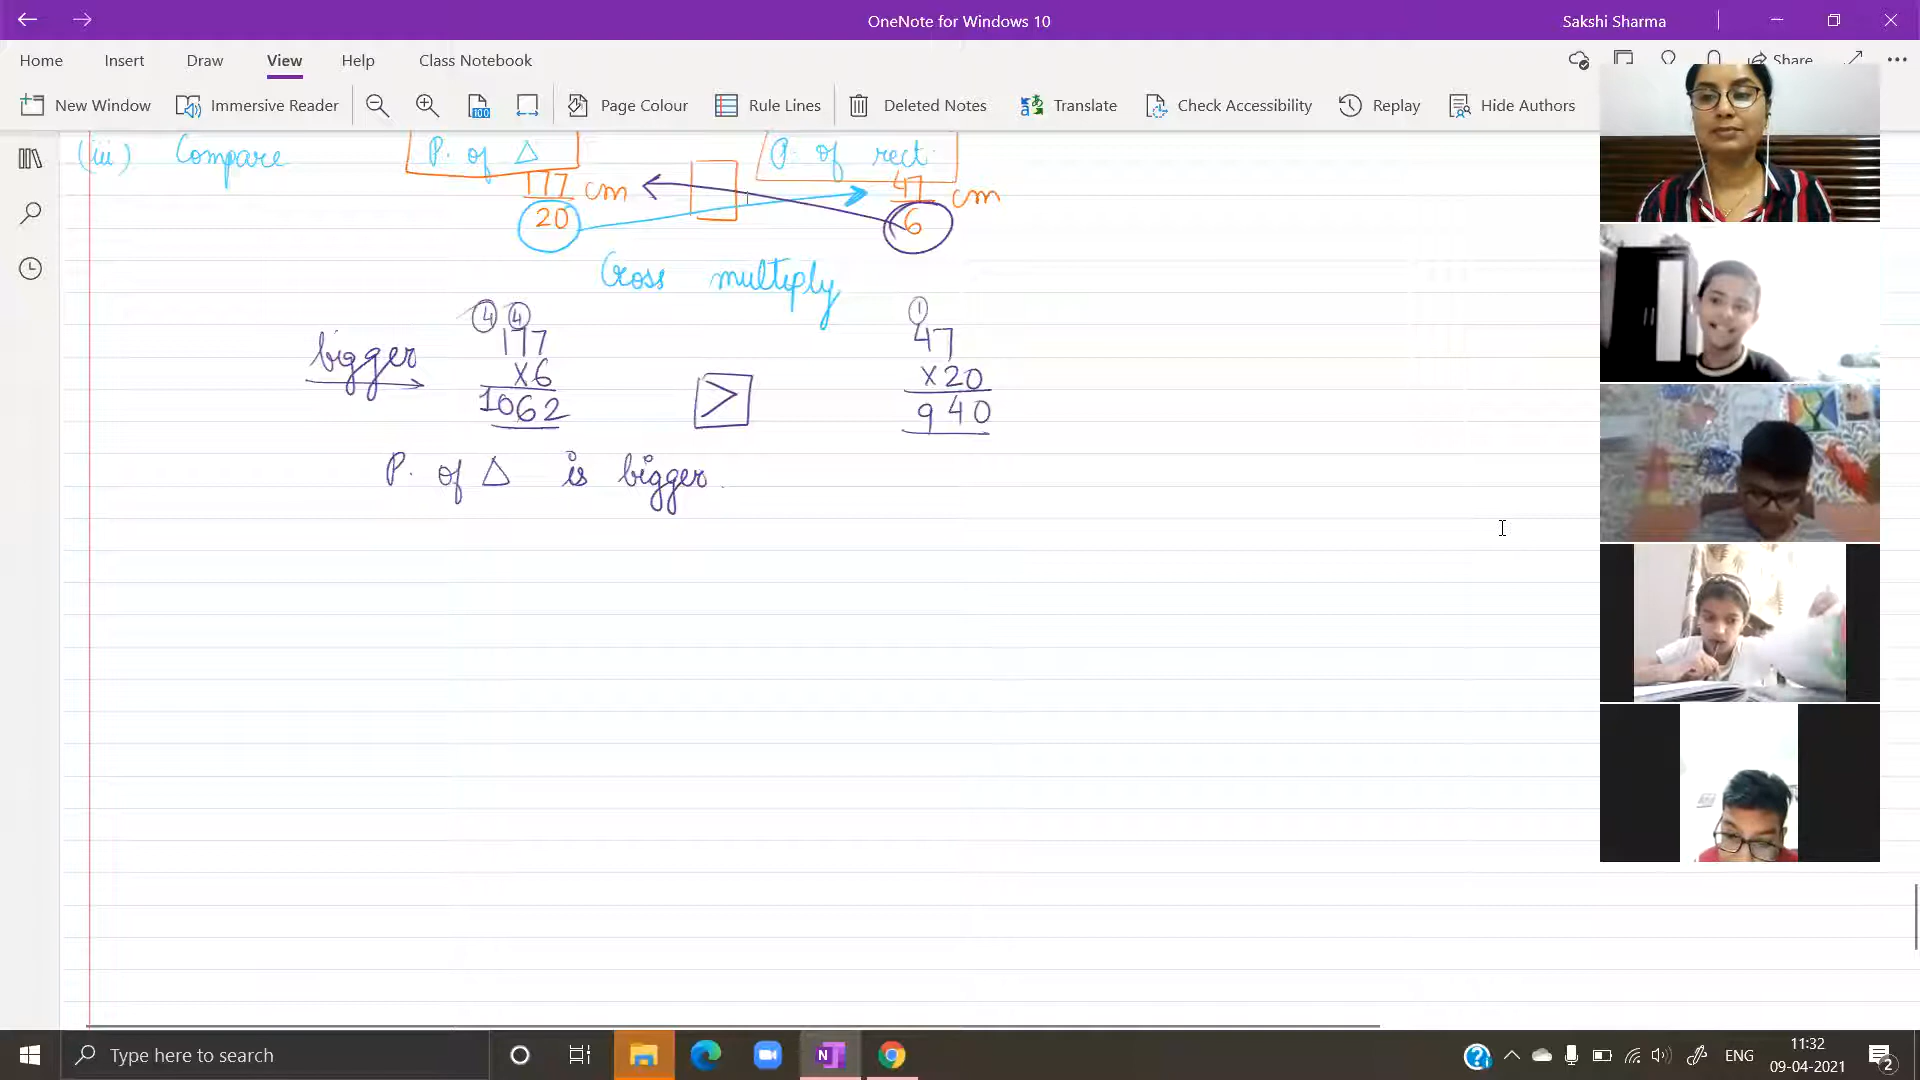 OneNote for Windows 10
Sakshi Sharma
Home Insert Draw View Help Class Notebook Share
New Window Immersive Reader 100 Page Colour Rule Lines Deleted Notes Translate Check Accessibility Replay Hide Authors
(iii) Compare P. of Δ P. of rect.
177 cm 47 cm
20 6
Cross multiply
4 4 1
bigger 177 47
x6 x20
1062 > 940
P. of Δ is bigger.
Type here to search
ENG
11:32
09-04-2021
2